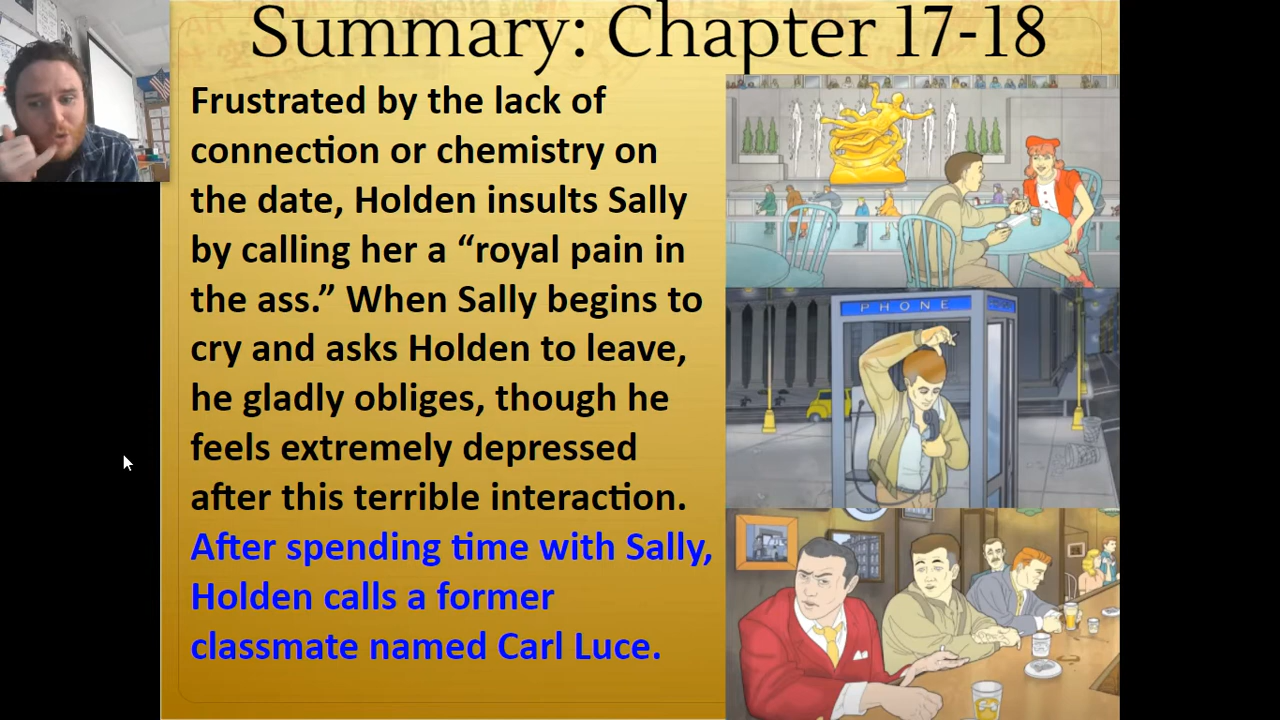 Summary: Chapter 17-18
Frustrated by the lack of
connection or chemistry on
the date, Holden insults Sally
by calling her a “royal pain in
the ass.” When Sally begins to
cry and asks Holden to leave,
he gladly obliges, though he
feels extremely depressed
after this terrible interaction.
After spending time with Sally,
Holden calls a former
classmate named Carl Luce.
PHONE